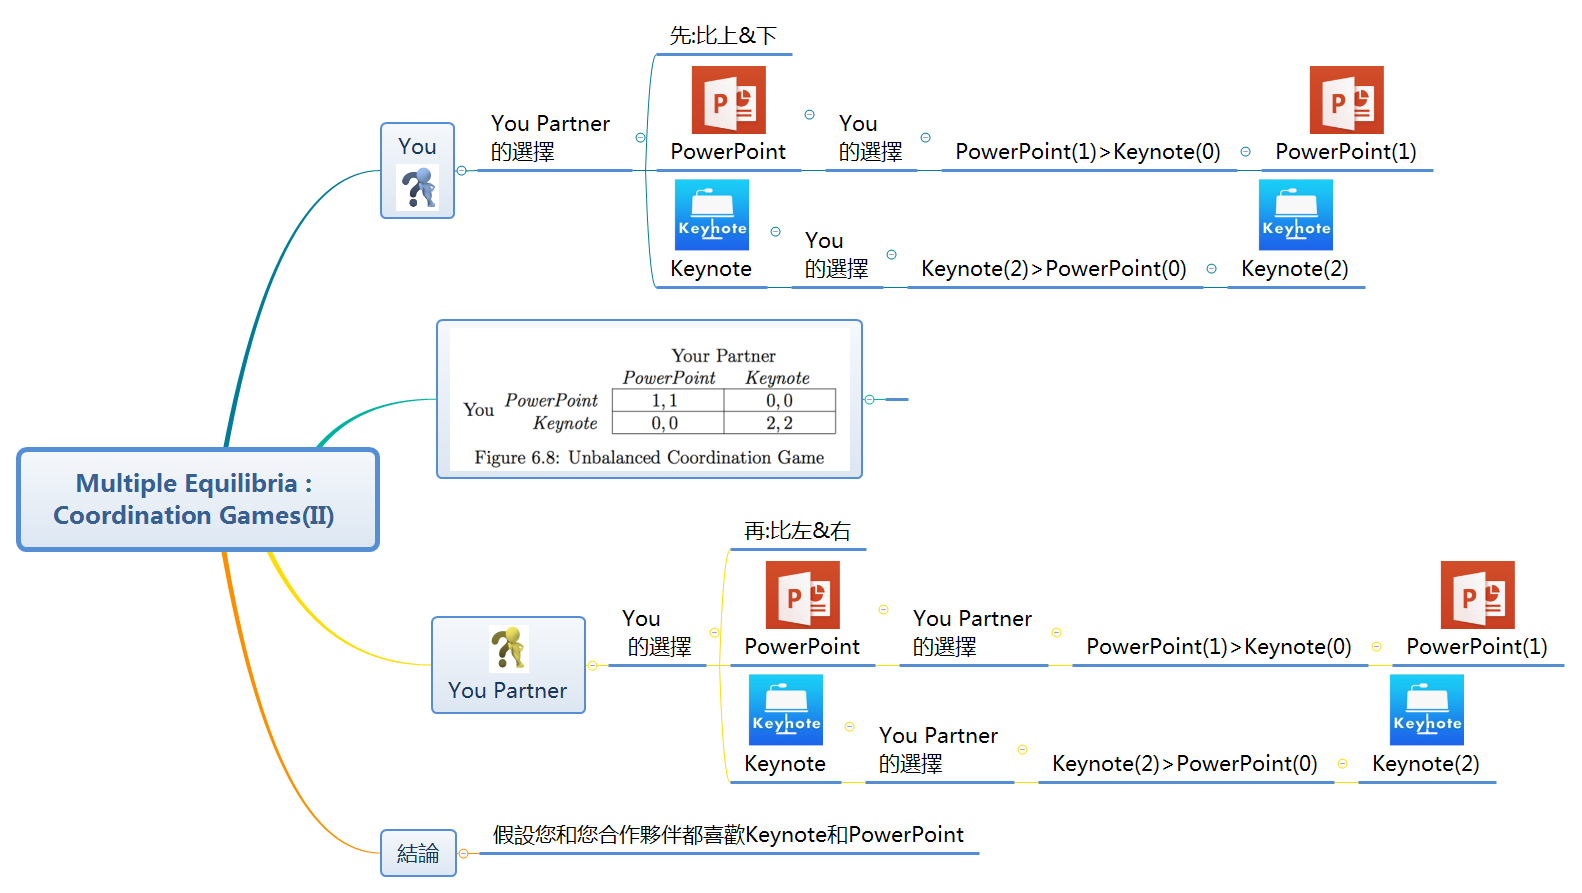 Multiple Equilibria :
Coordination Games(II)
You
You Partner
的選擇
先:比上&下
P
PowerPoint
You
的選擇
PowerPoint(1)>Keynote(0)
P
PowerPoint(1)
Keynote
Keynote
You
的選擇
Keynote(2)>PowerPoint(0)
Keynote
Keynote(2)
Your Partner
PowerPoint Keynote
You PowerPoint 1, 1 0, 0
Keynote 0, 0 2, 2
Figure 6.8: Unbalanced Coordination Game
You Partner
You
的選擇
再:比左&右
P
PowerPoint
You Partner
的選擇
PowerPoint(1)>Keynote(0)
P
PowerPoint(1)
Keynote
Keynote
You Partner
的選擇
Keynote(2)>PowerPoint(0)
Keynote
Keynote(2)
結論
假設您和您合作夥伴都喜歡Keynote和PowerPoint